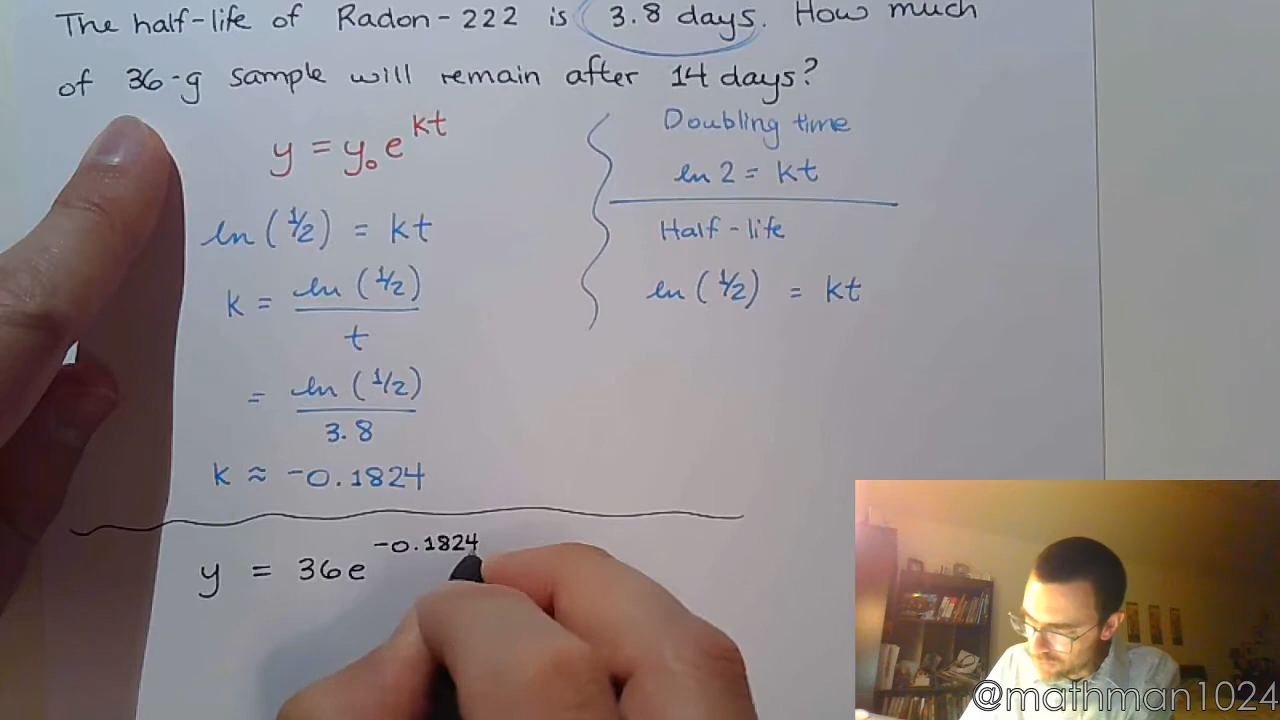 The half-life of Radon-222 is 3.8 days. How much
of 36-g sample will remain after 14 days?
y = y₀e^kt
ln (1/2) = kt
k = ln (1/2) / t
= ln (1/2) / 3.8
k ≈ -0.1824
Doubling time
ln 2 = kt
Half-life
ln (1/2) = kt
y = 36e^-0.1824
@mathman1024